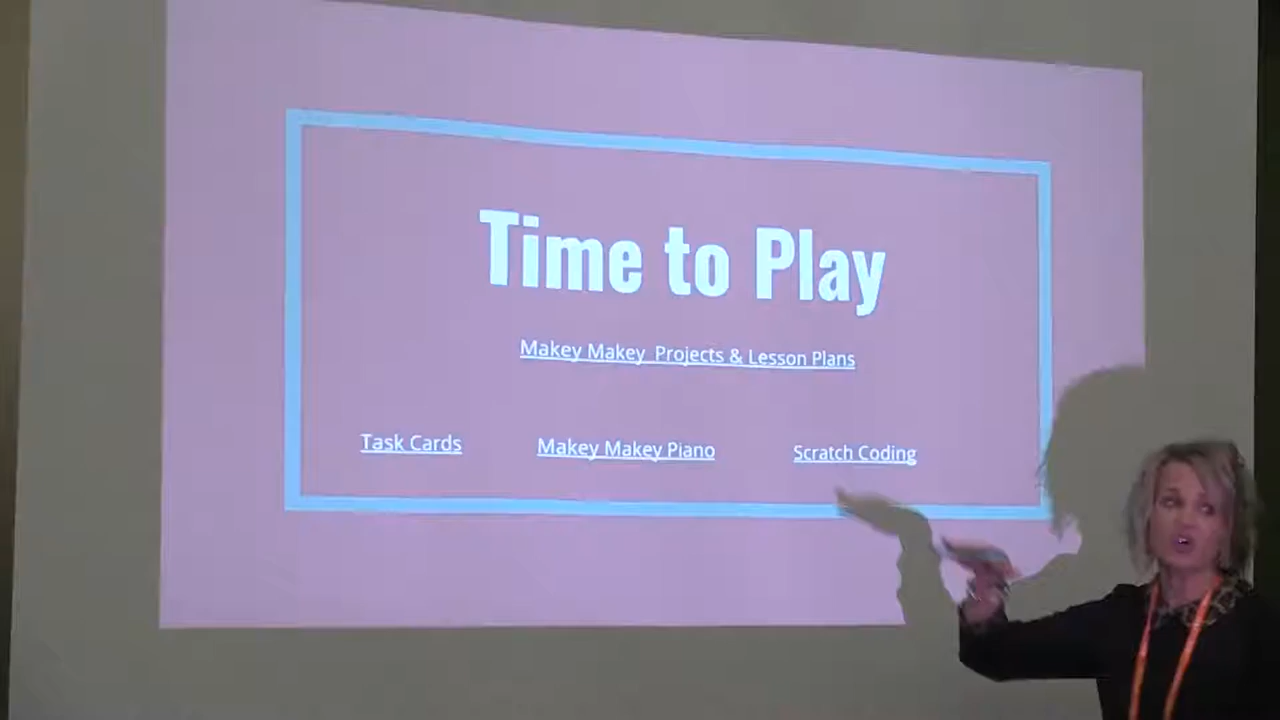 Time to Play
Makey Makey Projects & Lesson Plans
Task Cards
Makey Makey Piano
Scratch Coding